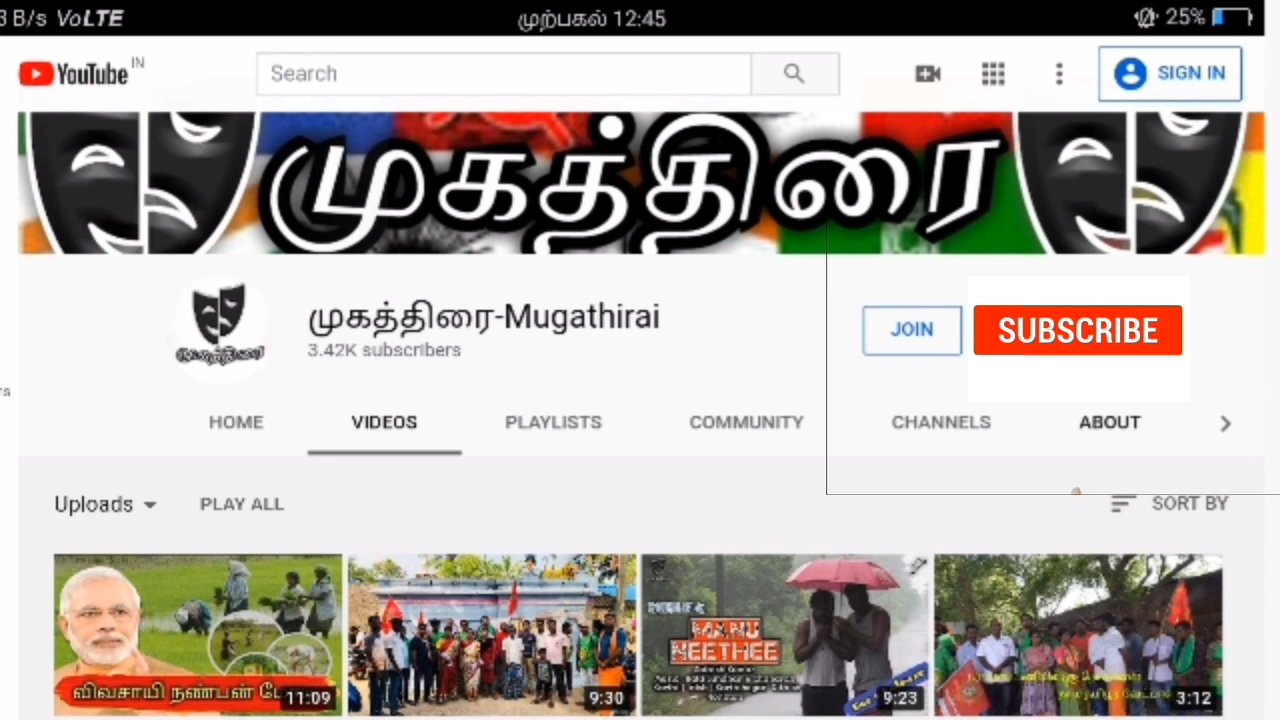 3 B/s VoLTE
முற்பகல் 12:45
25%
YouTube IN
Search
SIGN IN
முகத்திரை
முகத்திரை
முகத்திரை-Mugathirai
3.42K subscribers
JOIN
SUBSCRIBE
HOME
VIDEOS
PLAYLISTS
COMMUNITY
CHANNELS
ABOUT
Uploads
PLAY ALL
SORT BY
விவசாயி நண்பன்
11:09
9:30
MANU
NEETHEE
9:23
3:12